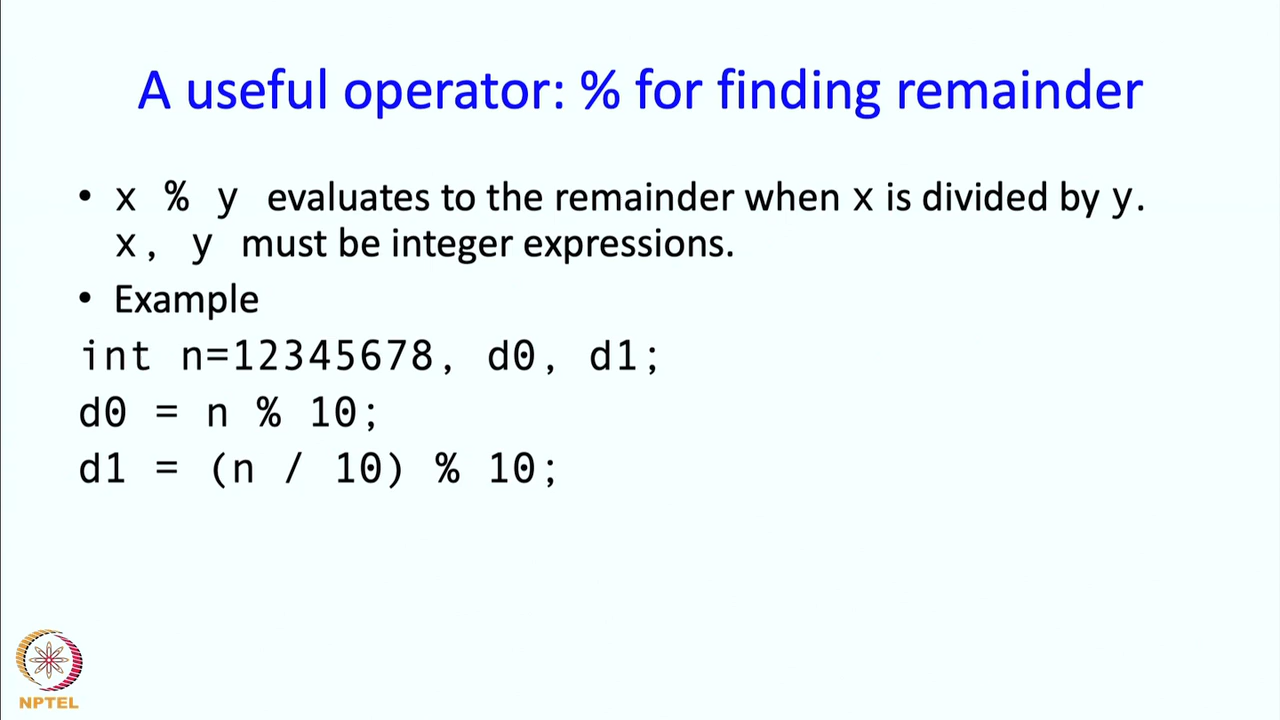 A useful operator: % for finding remainder
• x % y evaluates to the remainder when x is divided by y.
x, y must be integer expressions.
• Example
int n=12345678, d0, d1;
d0 = n % 10;
d1 = (n / 10) % 10;
NPTEL